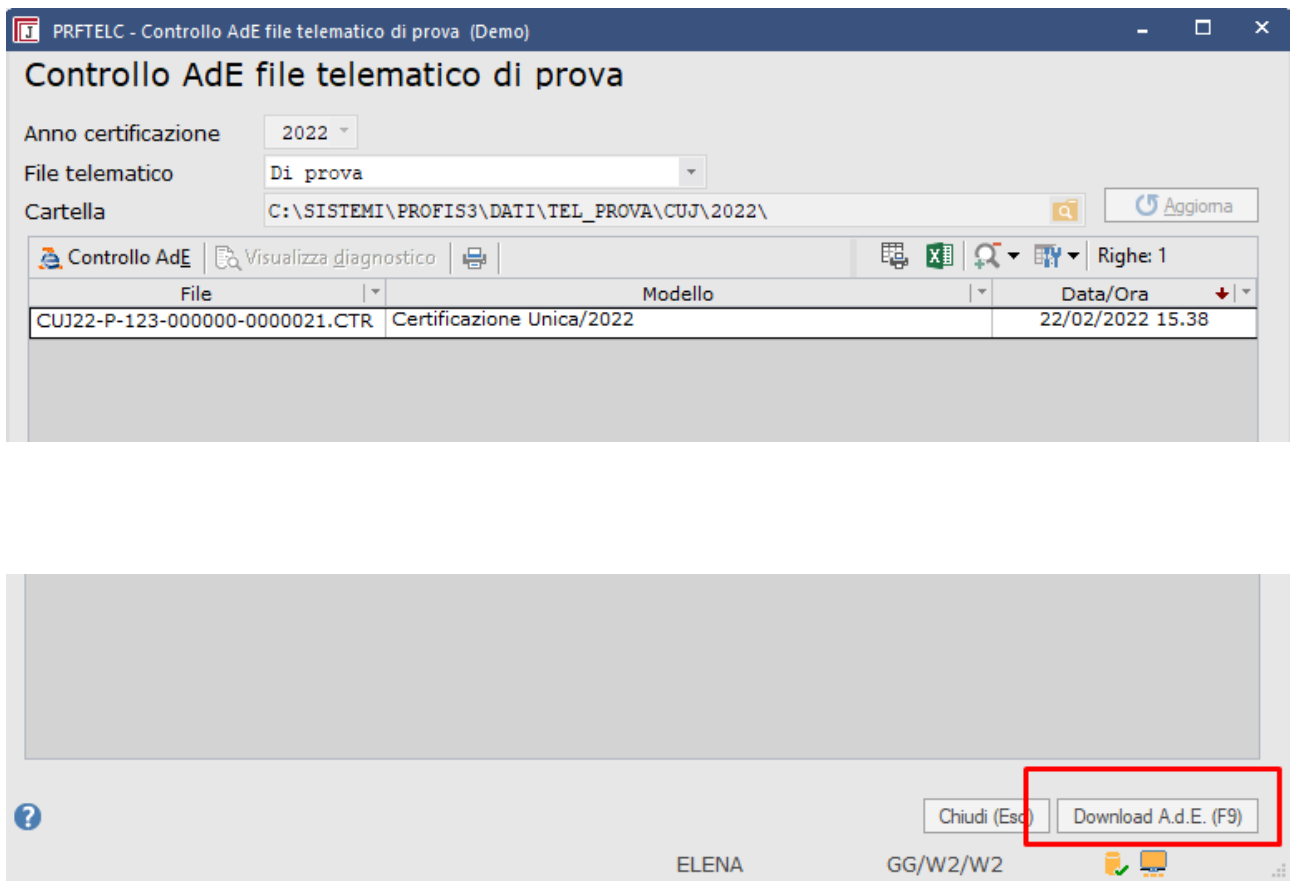 PRFTELC - Controllo AdE file telematico di prova (Demo)
Controllo AdE file telematico di prova
Anno certificazione 2022
File telematico Di prova
Cartella C:\SISTEMI\PROFIS3\DATI\TEL_PROVA\CUJ\2022\ Aggiorna
Controllo AdE Visualizza diagnostico Righe: 1
File Modello Data/Ora
CUJ22-P-123-000000-0000021.CTR Certificazione Unica/2022 22/02/2022 15.38
Chiudi (Esc) Download A.d.E. (F9)
ELENA GG/W2/W2